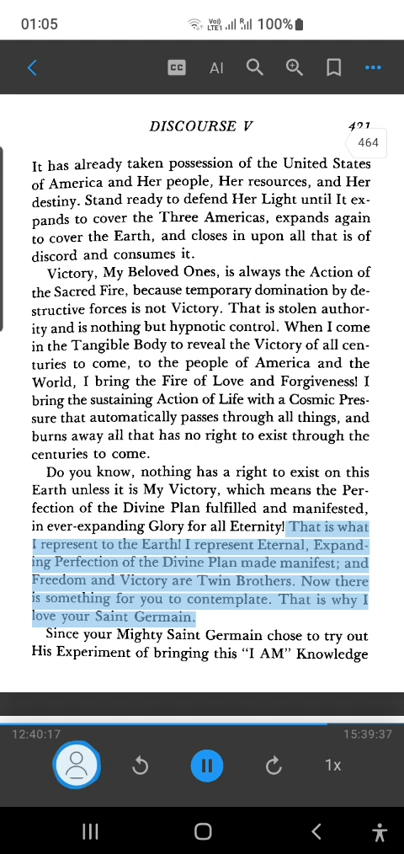 01:05
Vo)) LTE1 R 100%
CC AI
DISCOURSE V 421
464
It has already taken possession of the United States
of America and Her people, Her resources, and Her
destiny. Stand ready to defend Her Light until It ex-
pands to cover the Three Americas, expands again
to cover the Earth, and closes in upon all that is of
discord and consumes it.
Victory, My Beloved Ones, is always the Action of
the Sacred Fire, because temporary domination by de-
structive forces is not Victory. That is stolen author-
ity and is nothing but hypnotic control. When I come
in the Tangible Body to reveal the Victory of all cen-
turies to come, to the people of America and the
World, I bring the Fire of Love and Forgiveness! I
bring the sustaining Action of Life with a Cosmic Pres-
sure that automatically passes through all things, and
burns away all that has no right to exist through the
centuries to come.
Do you know, nothing has a right to exist on this
Earth unless it is My Victory, which means the Per-
fection of the Divine Plan fulfilled and manifested,
in ever-expanding Glory for all Eternity! That is what
I represent to the Earth! I represent Eternal, Expand-
ing Perfection of the Divine Plan made manifest; and
Freedom and Victory are Twin Brothers. Now there
is something for you to contemplate. That is why I
love your Saint Germain.
Since your Mighty Saint Germain chose to try out
His Experiment of bringing this “I AM” Knowledge
12:40:17 15:39:37
1x